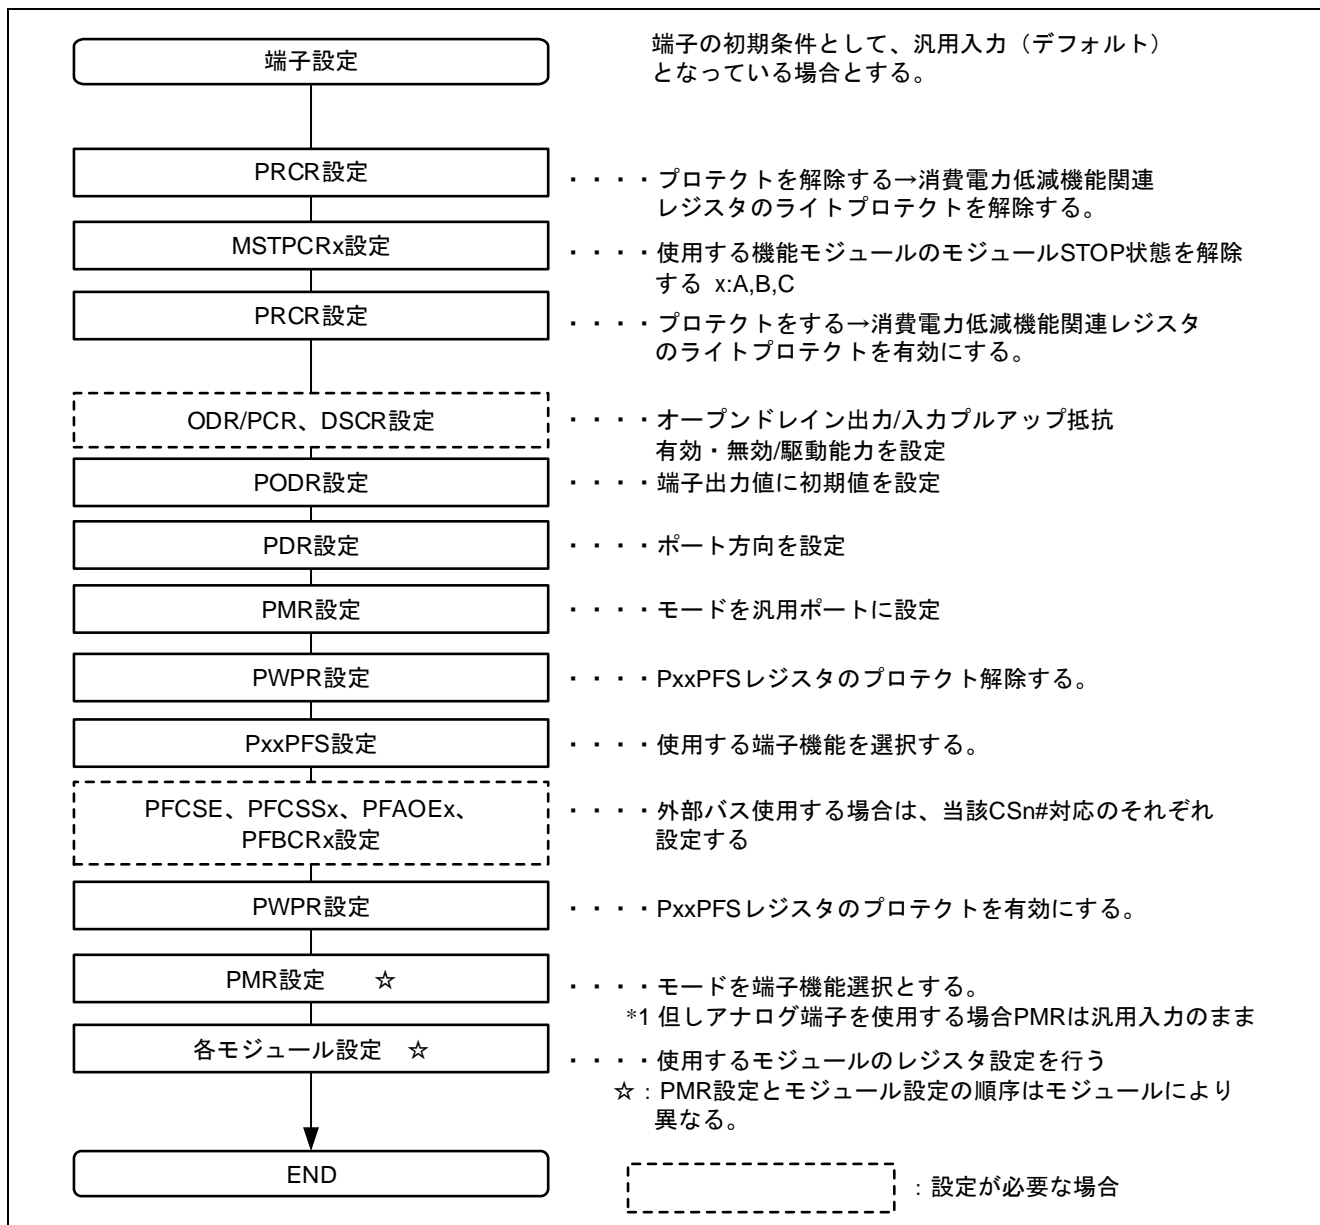 端子設定
端子の初期条件として、汎用入力（デフォルト）
となっている場合とする。
PRCR設定
・・・・プロテクトを解除する→消費電力低減機能関連
レジスタのライトプロテクトを解除する。
MSTPCRx設定
・・・・使用する機能モジュールのモジュールSTOP状態を解除
する x:A,B,C
PRCR設定
・・・・プロテクトをする→消費電力低減機能関連レジスタ
のライトプロテクトを有効にする。
ODR/PCR、DSCR設定
・・・・オープンドレイン出力/入力プルアップ抵抗
有効・無効/駆動能力を設定
PODR設定
・・・・端子出力値に初期値を設定
PDR設定
・・・・ポート方向を設定
PMR設定
・・・・モードを汎用ポートに設定
PWPR設定
・・・・PxxPFSレジスタのプロテクト解除する。
PxxPFS設定
・・・・使用する端子機能を選択する。
PFCSE、PFCSSx、PFAOEx、
PFBCRx設定
・・・・外部バス使用する場合は、当該CSn#対応のそれぞれ
設定する
PWPR設定
・・・・PxxPFSレジスタのプロテクトを有効にする。
PMR設定 ☆
・・・・モードを端子機能選択とする。
*1 但しアナログ端子を使用する場合PMRは汎用入力のまま
各モジュール設定 ☆
・・・・使用するモジュールのレジスタ設定を行う
☆：PMR設定とモジュール設定の順序はモジュールにより
異なる。
END
：設定が必要な場合